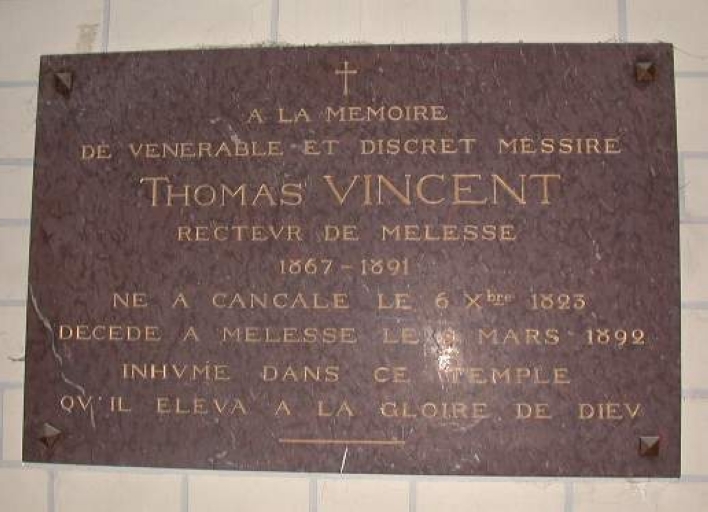 A LA MEMOIRE
DE VENERABLE ET DISCRET MESSIRE
THOMAS VINCENT
RECTEVR DE MELESSE
1867-1891
NE A CANCALE LE 6 Xbre 1823
DECEDE A MELESSE LE MARS 1892
INHVME DANS CE TEMPLE
QV'IL ELEVA A LA GLOIRE DE DIEV